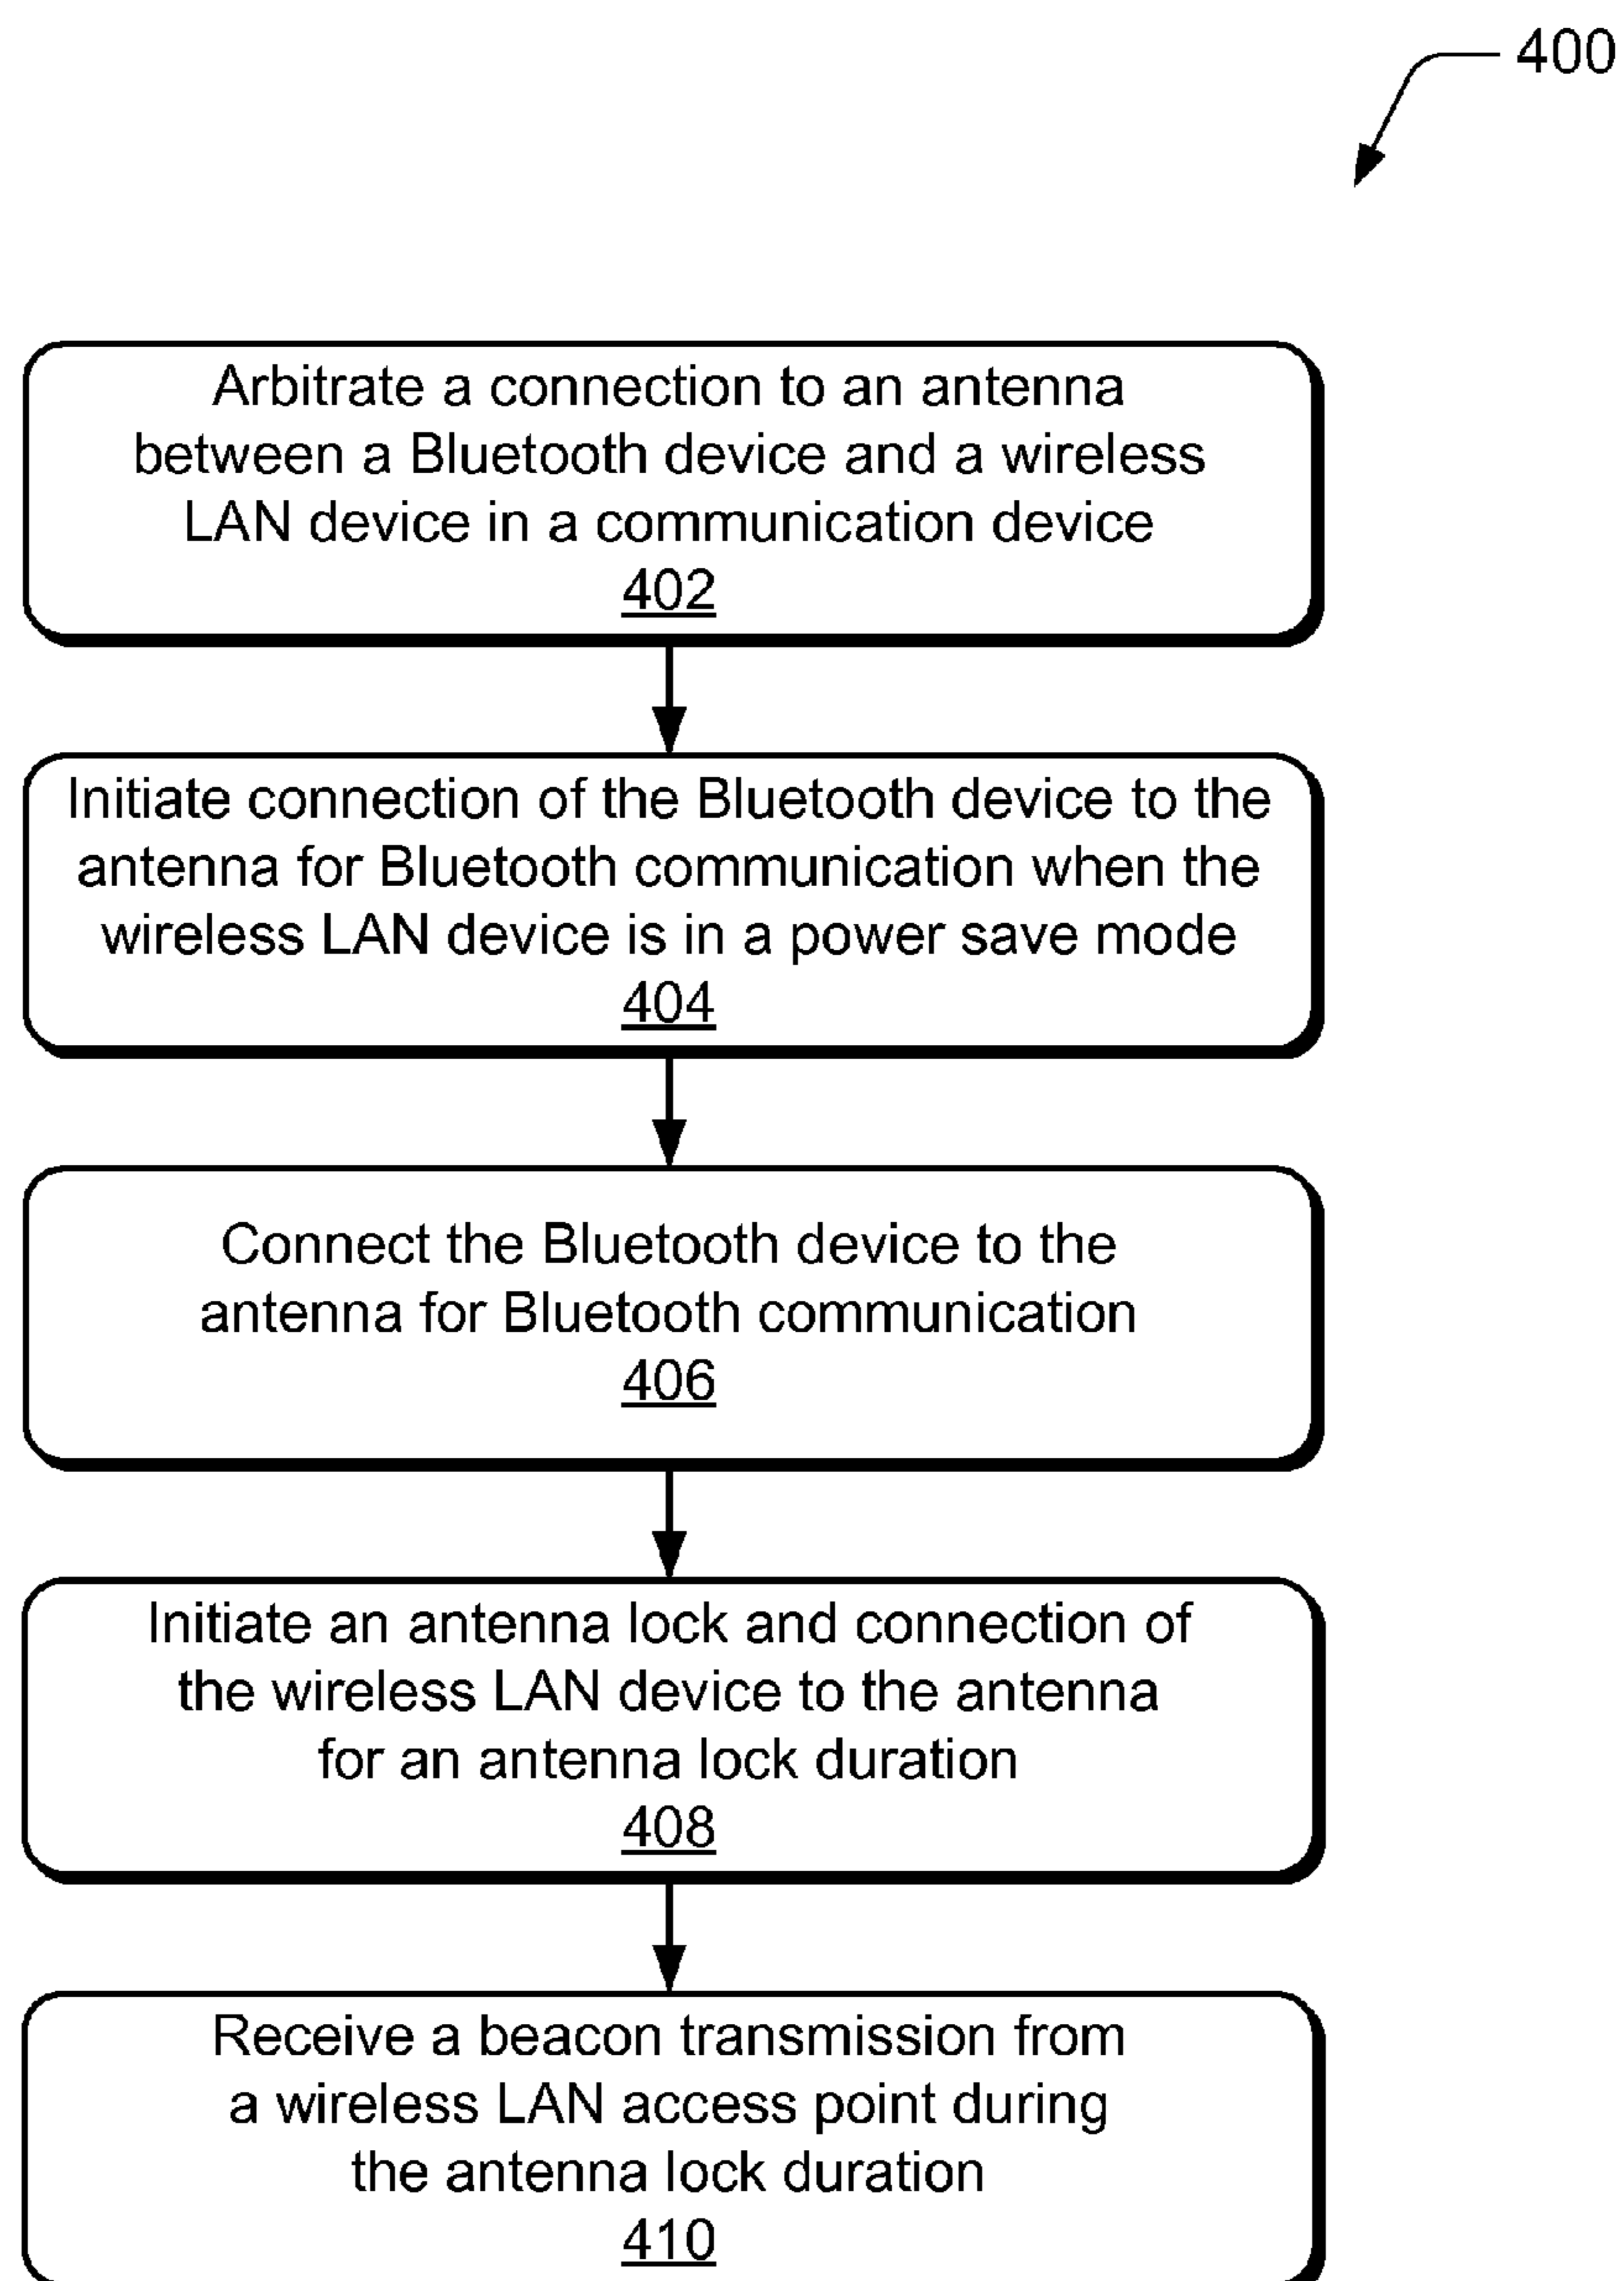 400
Arbitrate a connection to an antenna
between a Bluetooth device and a wireless
LAN device in a communication device
402
Initiate connection of the Bluetooth device to the
antenna for Bluetooth communication when the
wireless LAN device is in a power save mode
404
Connect the Bluetooth device to the
antenna for Bluetooth communication
406
Initiate an antenna lock and connection of
the wireless LAN device to the antenna
for an antenna lock duration
408
Receive a beacon transmission from
a wireless LAN access point during
the antenna lock duration
410